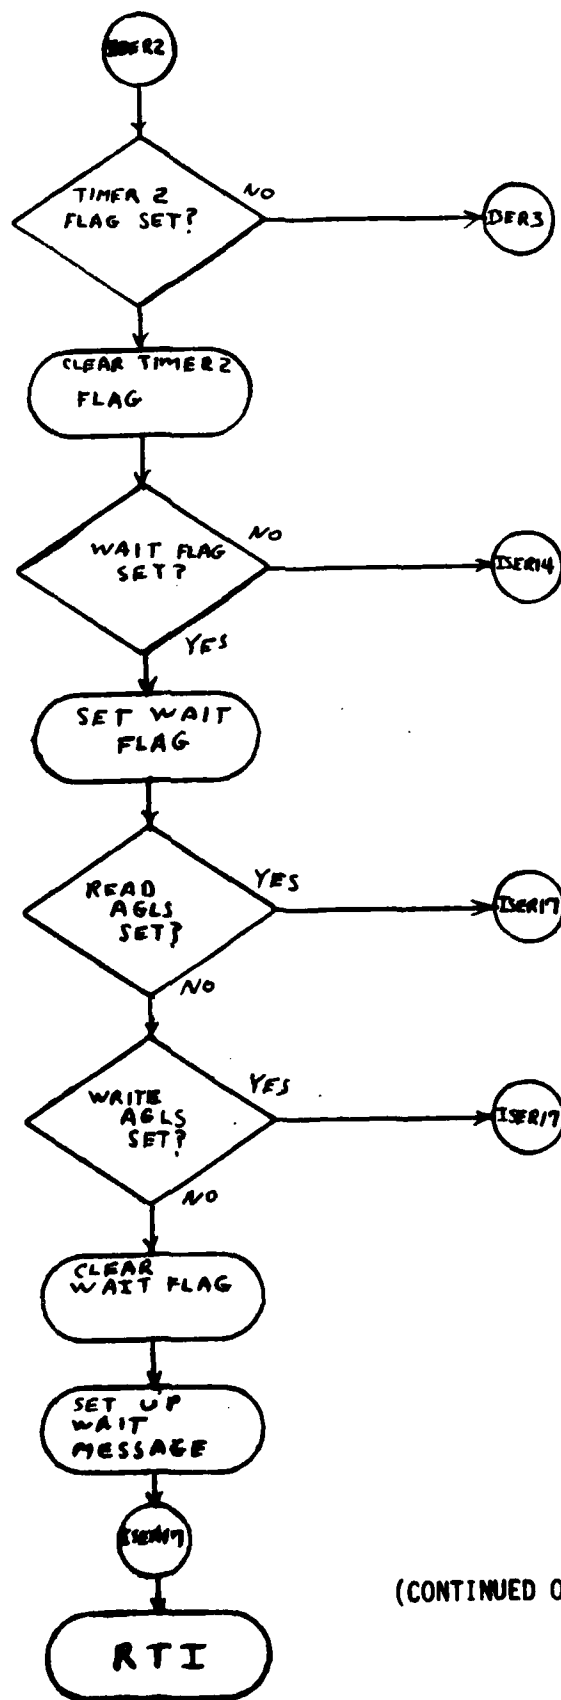 TIMER 2
FLAG SET?
NO
CLEAR TIMER 2
FLAG
WAIT FLAG
SET?
NO
ISER14
YES
SET WAIT
FLAG
READ
AGLS
SET?
YES
ISER17
NO
WRITE
AGLS
SET?
YES
ISER17
NO
CLEAR
WAIT FLAG
SET UP
WAIT
MESSAGE
RTI
(CONTINUED O